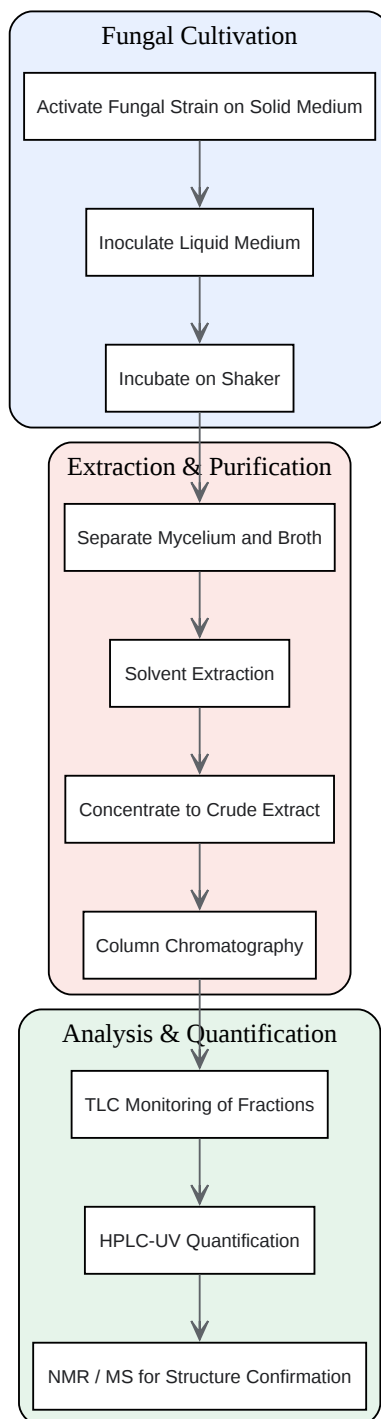 Fungal Cultivation
Activate Fungal Strain on Solid Medium
Inoculate Liquid Medium
Incubate on Shaker
Extraction & Purification
Separate Mycelium and Broth
Solvent Extraction
Concentrate to Crude Extract
Column Chromatography
Analysis & Quantification
TLC Monitoring of Fractions
HPLC-UV Quantification
NMR / MS for Structure Confirmation